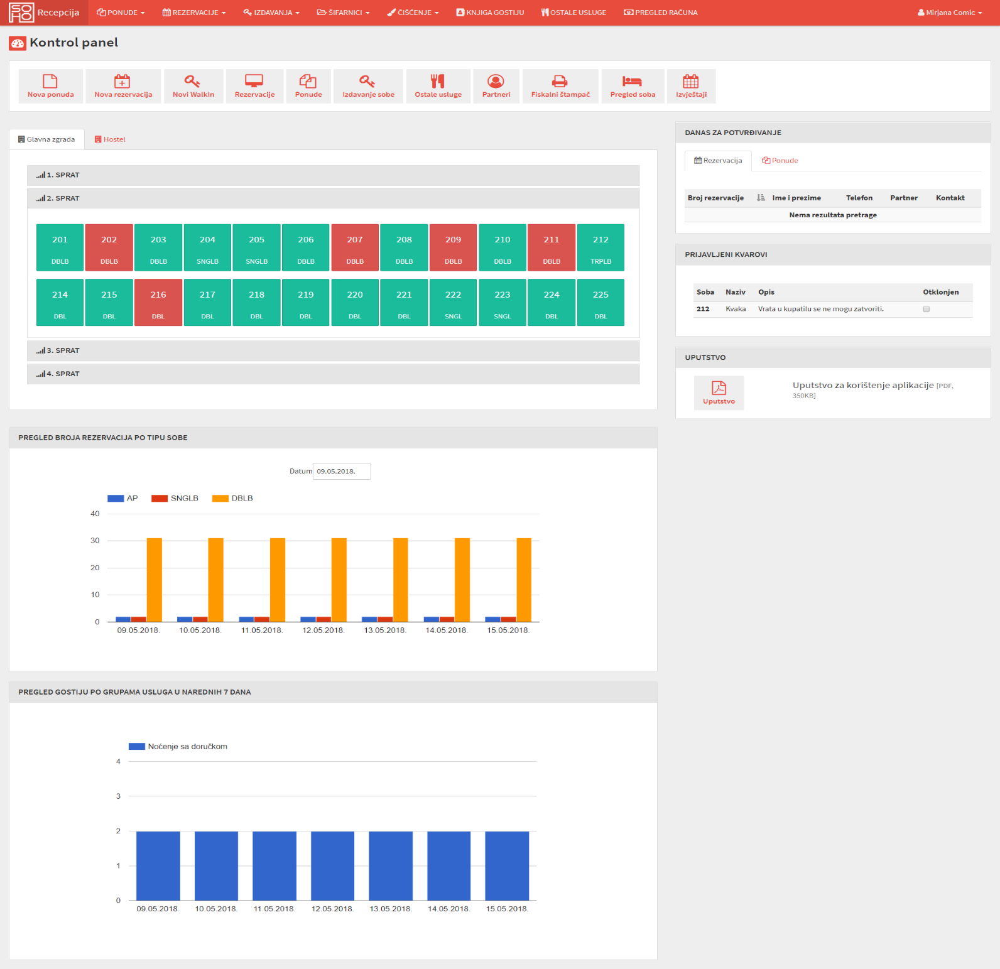 SOHO Recepcija PONUDE REZERVACIJE IZDAVANJA ŠIFARNICI ČIŠĆENJE KNJIGA GOSTIJU OSTALE USLUGE PREGLED RAČUNA Mirjana Comic
Kontrol panel
Nova ponuda Nova rezervacija Novi WalkIn Rezervacije Ponude Izdavanje sobe Ostale usluge Partneri Fiskalni štampač Pregled soba Izvještaji
Glavna zgrada Hostel
1. SPRAT
2. SPRAT
201 202 203 204 205 206 207 208 209 210 211 212
DBLB DBLB DBLB SNGLB SNGLB DBLB DBLB DBLB DBLB DBLB DBLB TRPLB
214 215 216 217 218 219 220 221 222 223 224 225
DBL DBL DBL DBL DBL DBL DBL DBL SNGL SNGL DBL DBL
3. SPRAT
4. SPRAT
DANAS ZA POTVRĐIVANJE
Rezervacija Ponude
Broj rezervacije Ime i prezime Telefon Partner Kontakt
Nema rezultata pretrage
PRIJAVLJENI KVAROVI
Soba Naziv Opis Otklonjen
212 Kvaka Vrata u kupatilu se ne mogu zatvoriti.
UPUTSTVO
Uputstvo
Uputstvo za korištenje aplikacije [PDF,
350KB]
PREGLED BROJA REZERVACIJA PO TIPU SOBE
Datum 09.05.2018.
AP SNGLB DBLB
40
30
20
10
0
09.05.2018. 10.05.2018. 11.05.2018. 12.05.2018. 13.05.2018. 14.05.2018. 15.05.2018.
PREGLED GOSTIJU PO GRUPAMA USLUGA U NAREDNIH 7 DANA
Noćenje sa doručkom
4
3
2
1
0
09.05.2018. 10.05.2018. 11.05.2018. 12.05.2018. 13.05.2018. 14.05.2018. 15.05.2018.